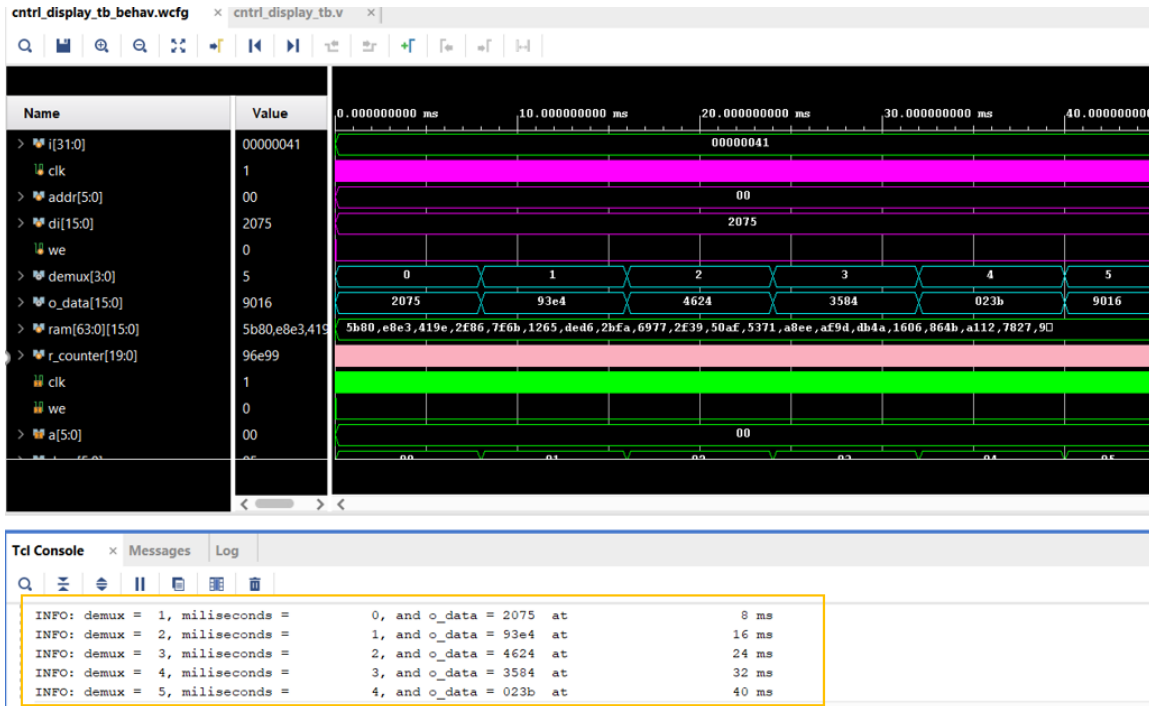 cntrl_display_tb_behav.wcfg × cntrl_display_tb.v ×
Name Value 0.000000000 ms 10.000000000 ms 20.000000000 ms 30.000000000 ms 40.00000000
i[31:0] 00000041 00000041
clk 1
addr[5:0] 00 00
di[15:0] 2075 2075
we 0
demux[3:0] 5 0 1 2 3 4 5
o_data[15:0] 9016 2075 93e4 4624 3584 023b 9016
ram[63:0][15:0] 5b80,e8e3,419 5b80,e8e3,419e,2f86,7f6b,1265,ded6,2bfa,6977,2f39,50af,5371,a8ee,af9d,db4a,1606,864b,a112,7827,9
r_counter[19:0] 96e99
clk 1
we 0
a[5:0] 00 00
Tcl Console × Messages Log
INFO: demux = 1, miliseconds = 0, and o_data = 2075 at 8 ms
INFO: demux = 2, miliseconds = 1, and o_data = 93e4 at 16 ms
INFO: demux = 3, miliseconds = 2, and o_data = 4624 at 24 ms
INFO: demux = 4, miliseconds = 3, and o_data = 3584 at 32 ms
INFO: demux = 5, miliseconds = 4, and o_data = 023b at 40 ms